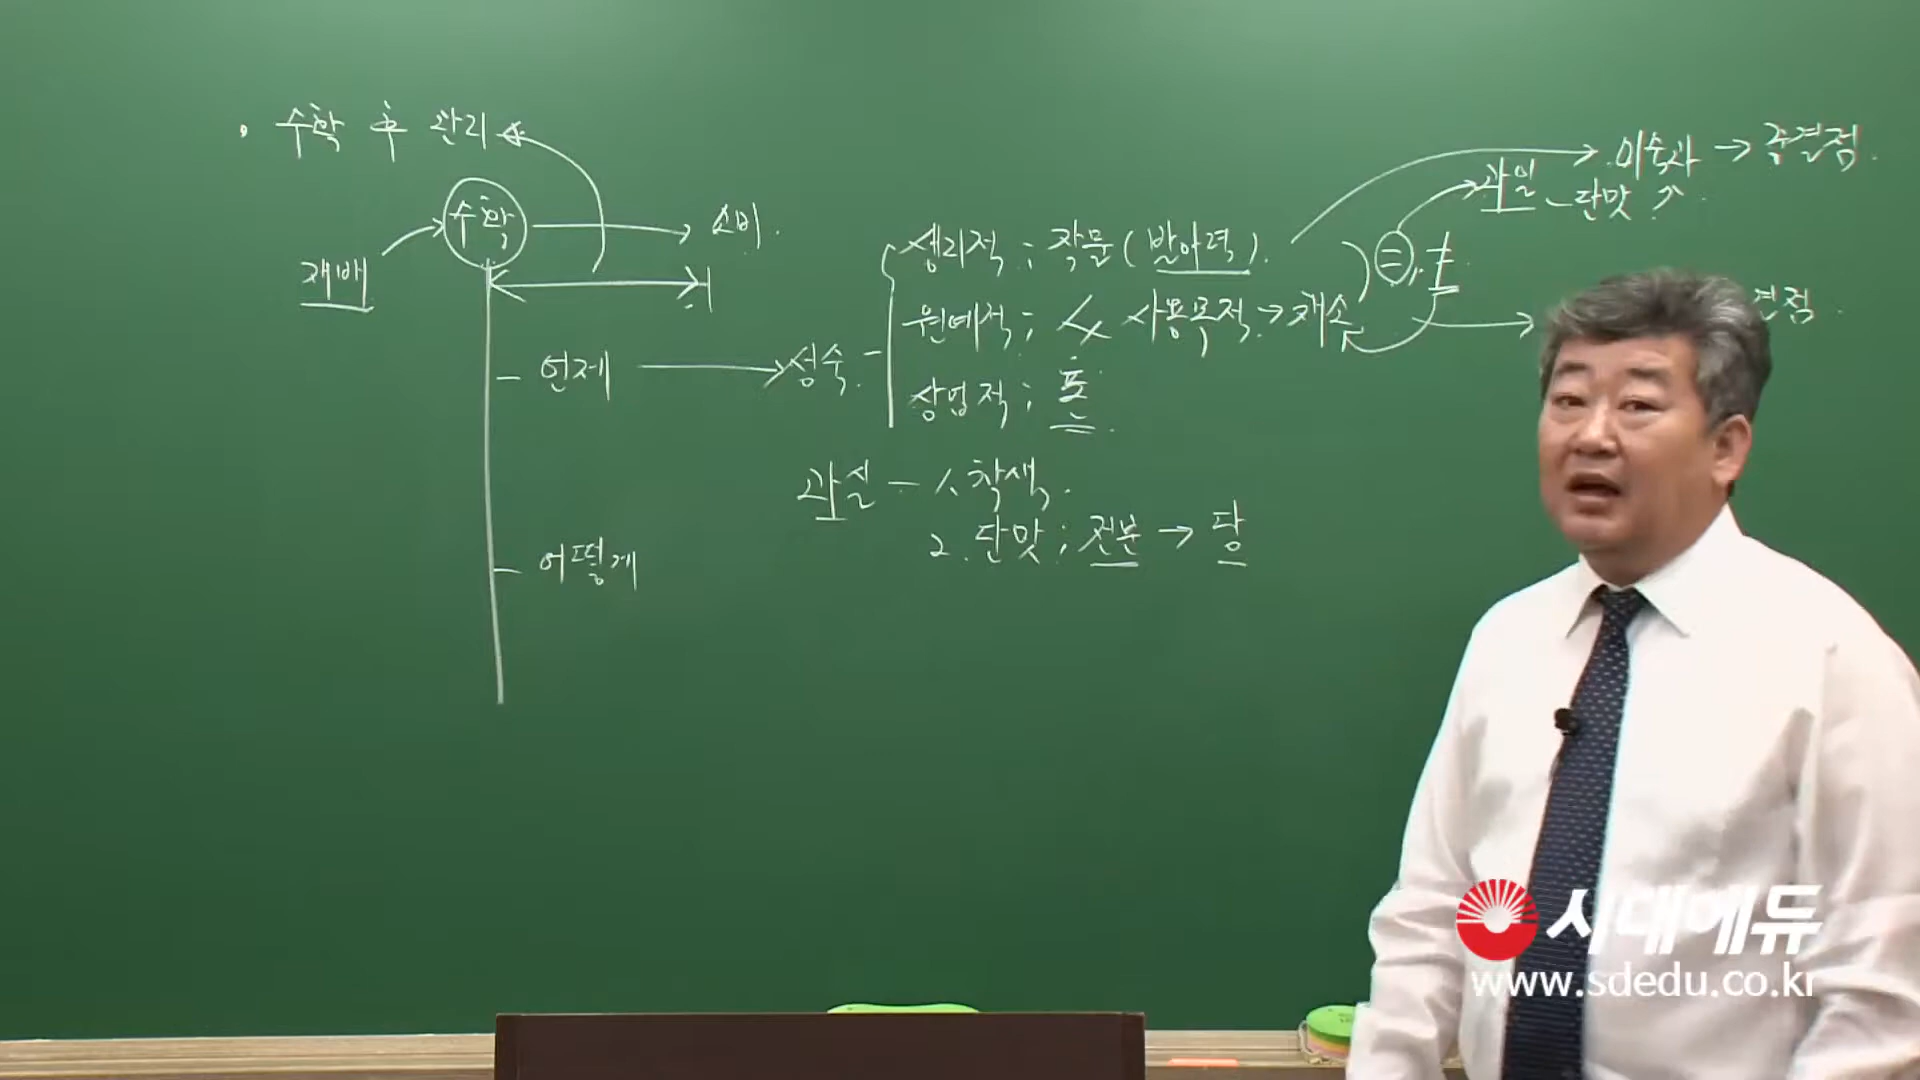 · 수확 후 관리
수확 → 소비.
재배
언제 → 성숙
생리적 ; 작물 ( 발아력 ).
원예적 ; 사용목적 → 채소
상업적 ;
미숙과 → 중결점.
과일 - 단맛 ↑.
결점.
과실 - 1. 착색.
2. 단맛 ; 전분 → 당
어떻게
시대에듀
www.sdedu.co.kr